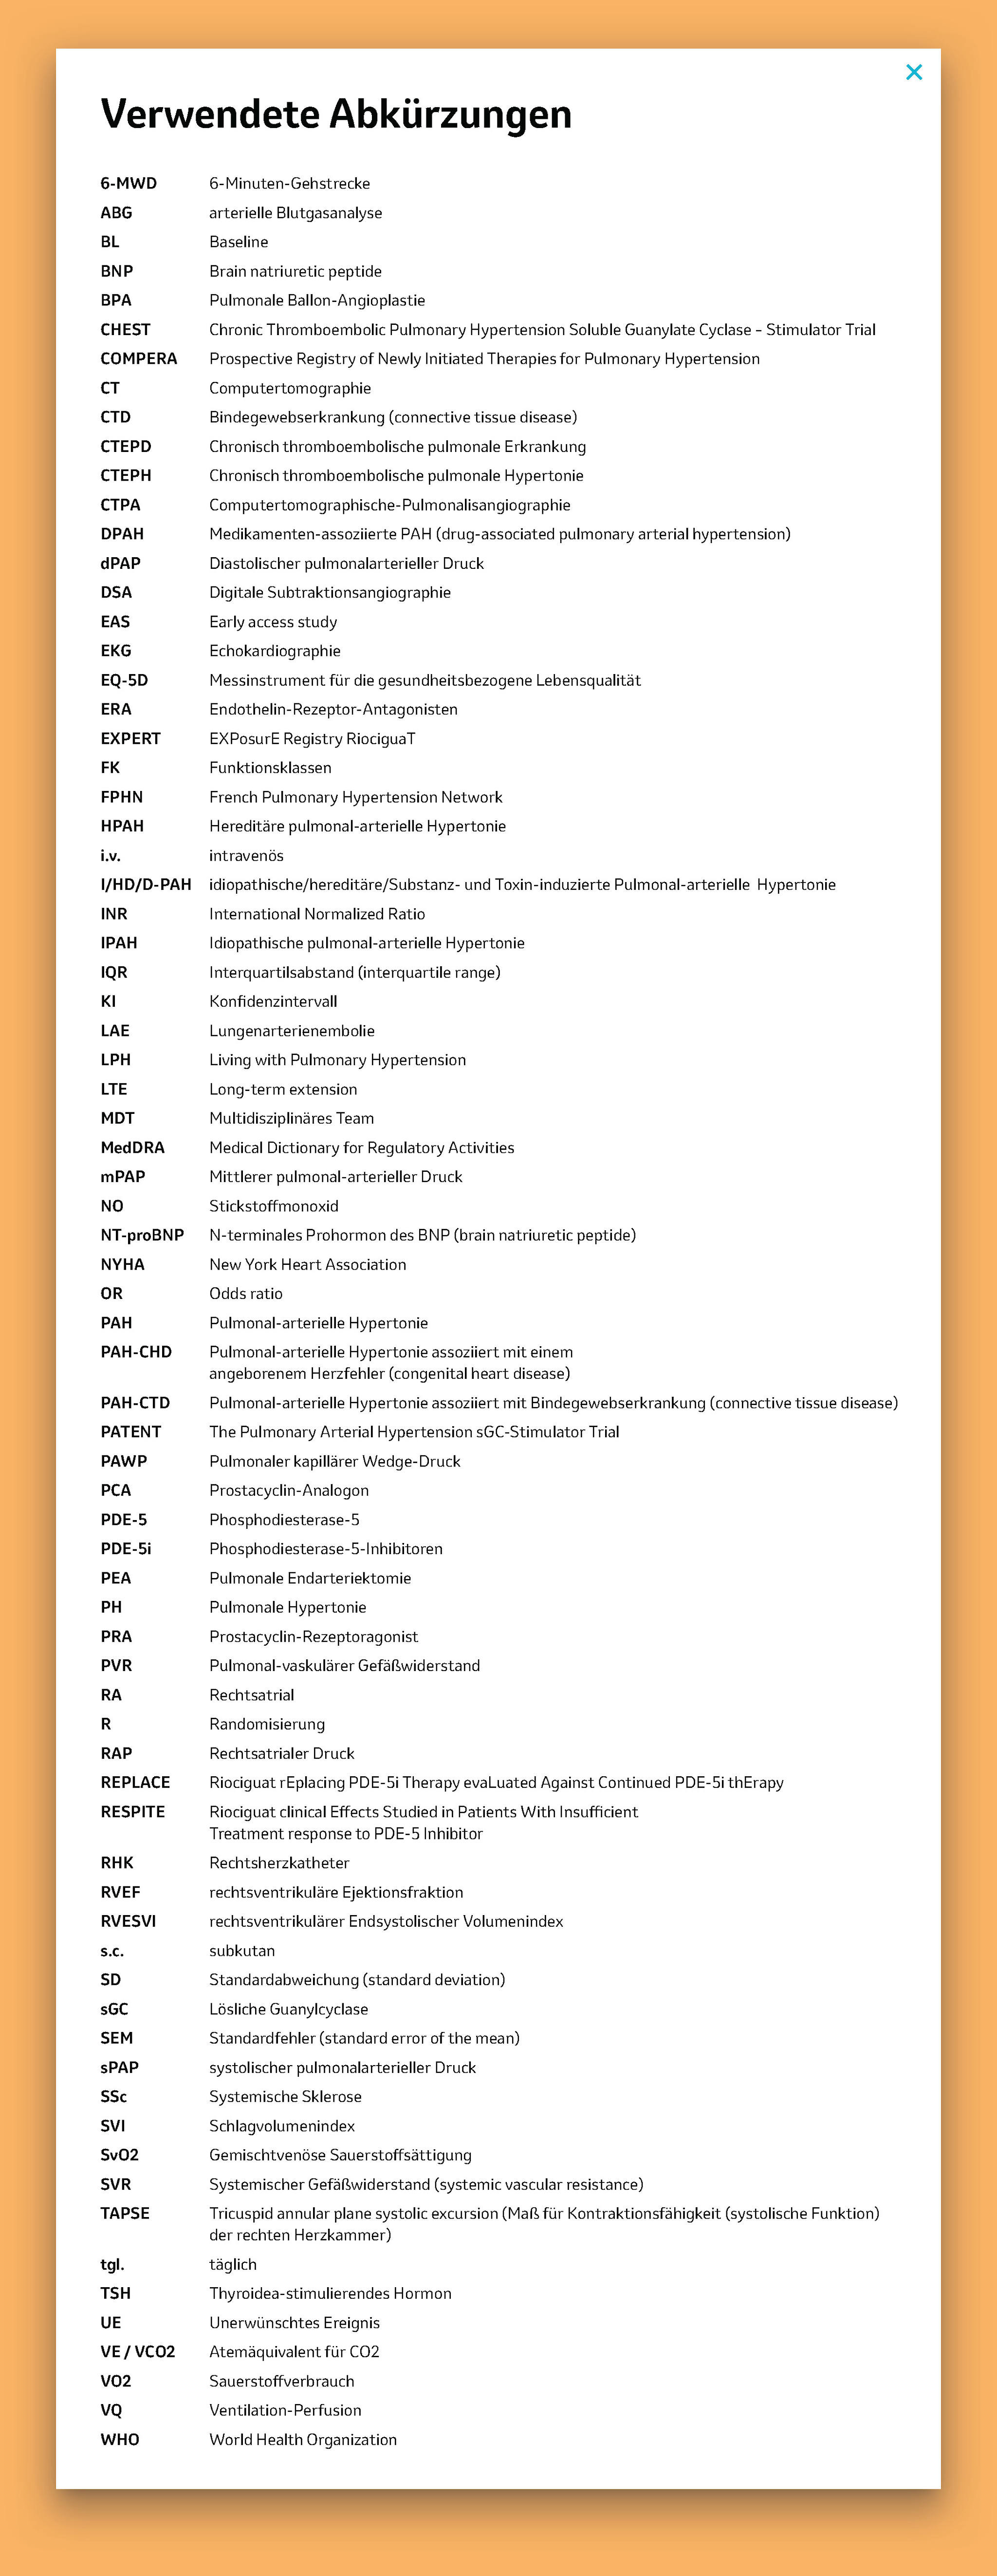 Verwendete Abkürzungen
6-MWD 6-Minuten-Gehstrecke
ABG arterielle Blutgasanalyse
BL Baseline
BNP Brain natriuretic peptide
BPA Pulmonale Ballon-Angioplastie
CHEST Chronic Thromboembolic Pulmonary Hypertension Soluble Guanylate Cyclase – Stimulator Trial
COMPERA Prospective Registry of Newly Initiated Therapies for Pulmonary Hypertension
CT Computertomographie
CTD Bindegewebserkrankung (connective tissue disease)
CTEPD Chronisch thromboembolische pulmonale Erkrankung
CTEPH Chronisch thromboembolische pulmonale Hypertonie
CTPA Computertomographische-Pulmonalisangiographie
DPAH Medikamenten-assoziierte PAH (drug-associated pulmonary arterial hypertension)
dPAP Diastolischer pulmonalarterieller Druck
DSA Digitale Subtraktionsangiographie
EAS Early access study
EKG Echokardiographie
EQ-5D Messinstrument für die gesundheitsbezogene Lebensqualität
ERA Endothelin-Rezeptor-Antagonisten
EXPERT EXPosurE Registry RiociguaT
FK Funktionsklassen
FPHN French Pulmonary Hypertension Network
HPAH Hereditäre pulmonal-arterielle Hypertonie
i.v. intravenös
I/HD/D-PAH idiopathische/hereditäre/Substanz- und Toxin-induzierte Pulmonal-arterielle Hypertonie
INR International Normalized Ratio
IPAH Idiopathische pulmonal-arterielle Hypertonie
IQR Interquartilsabstand (interquartile range)
KI Konfidenzintervall
LAE Lungenarterienembolie
LPH Living with Pulmonary Hypertension
LTE Long-term extension
MDT Multidisziplinäres Team
MedDRA Medical Dictionary for Regulatory Activities
mPAP Mittlerer pulmonal-arterieller Druck
NO Stickstoffmonoxid
NT-proBNP N-terminales Prohormon des BNP (brain natriuretic peptide)
NYHA New York Heart Association
OR Odds ratio
PAH Pulmonal-arterielle Hypertonie
PAH-CHD Pulmonal-arterielle Hypertonie assoziiert mit einem
angeborenem Herzfehler (congenital heart disease)
PAH-CTD Pulmonal-arterielle Hypertonie assoziiert mit Bindegewebserkrankung (connective tissue disease)
PATENT The Pulmonary Arterial Hypertension sGC-Stimulator Trial
PAWP Pulmonaler kapillärer Wedge-Druck
PCA Prostacyclin-Analogon
PDE-5 Phosphodiesterase-5
PDE-5i Phosphodiesterase-5-Inhibitoren
PEA Pulmonale Endarteriektomie
PH Pulmonale Hypertonie
PRA Prostacyclin-Rezeptoragonist
PVR Pulmonal-vaskulärer Gefäßwiderstand
RA Rechtsatrial
R Randomisierung
RAP Rechtsatrialer Druck
REPLACE Riociguat rEplacing PDE-5i Therapy evaLuated Against Continued PDE-5i thErapy
RESPITE Riociguat clinical Effects Studied in Patients With Insufficient
Treatment response to PDE-5 Inhibitor
RHK Rechtsherzkatheter
RVEF rechtsventrikuläre Ejektionsfraktion
RVESVI rechtsventrikulärer Endsystolischer Volumenindex
s.c. subkutan
SD Standardabweichung (standard deviation)
sGC Lösliche Guanylcyclase
SEM Standardfehler (standard error of the mean)
sPAP systolischer pulmonalarterieller Druck
SSc Systemische Sklerose
SVI Schlagvolumenindex
SvO2 Gemischtvenöse Sauerstoffsättigung
SVR Systemischer Gefäßwiderstand (systemic vascular resistance)
TAPSE Tricuspid annular plane systolic excursion (Maß für Kontraktionsfähigkeit (systolische Funktion)
der rechten Herzkammer)
tgl. täglich
TSH Thyroidea-stimulierendes Hormon
UE Unerwünschtes Ereignis
VE / VCO2 Atemäquivalent für CO2
VO2 Sauerstoffverbrauch
VQ Ventilation-Perfusion
WHO World Health Organization